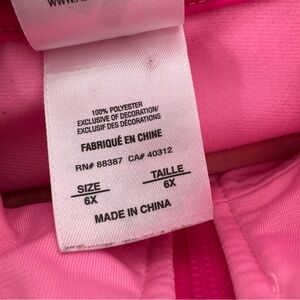 100% POLYESTER
EXCLUSIVE OF DECORATION/
EXCLUSIF DES DÉCORATIONS
FABRIQUÉ EN CHINE
RN# 88387 CA# 40312
SIZE TAILLE
6X 6X
MADE IN CHINA